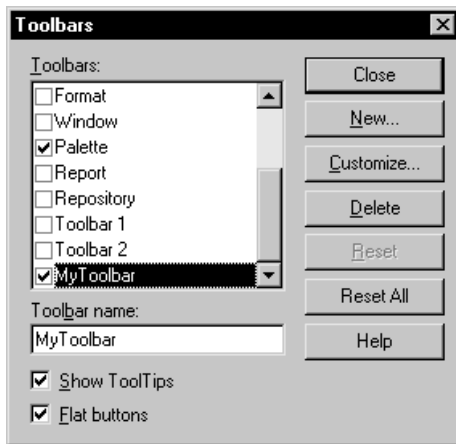 Toolbars
Toolbars:
Format
Window
Palette
Report
Repository
Toolbar 1
Toolbar 2
MyToolbar
Toolbar name:
MyToolbar
Show ToolTips
Flat buttons
Close
New...
Customize...
Delete
Reset
Reset All
Help